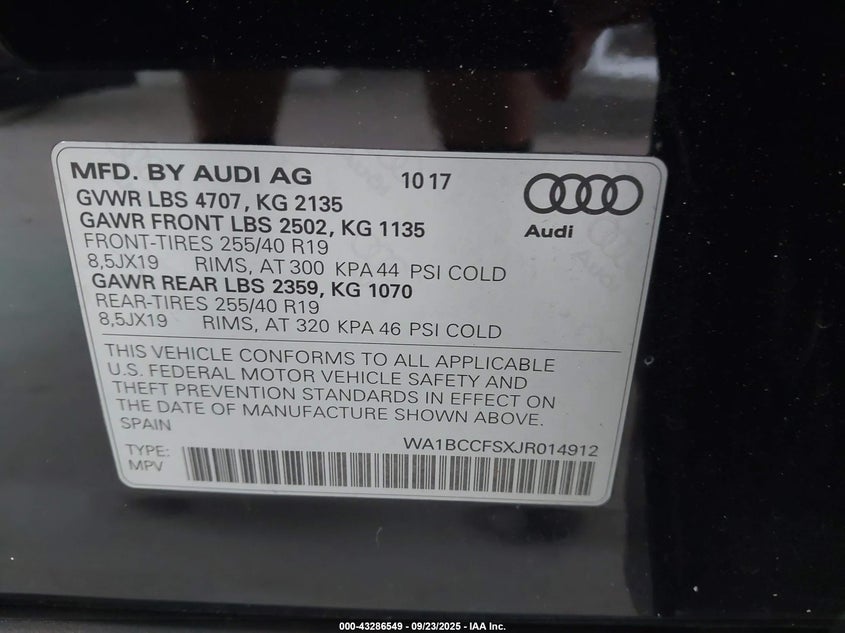 MFD. BY AUDI AG 10 17
GVWR LBS 4707, KG 2135
GAWR FRONT LBS 2502, KG 1135
FRONT-TIRES 255/40 R19
8,5JX19 RIMS, AT 300 KPA 44 PSI COLD
GAWR REAR LBS 2359, KG 1070
REAR-TIRES 255/40 R19
8,5JX19 RIMS, AT 320 KPA 46 PSI COLD
Audi
THIS VEHICLE CONFORMS TO ALL APPLICABLE
U.S. FEDERAL MOTOR VEHICLE SAFETY AND
THEFT PREVENTION STANDARDS IN EFFECT ON
THE DATE OF MANUFACTURE SHOWN ABOVE.
SPAIN
WA1BCCFSXJR014912
TYPE:
MPV
000-43286549 - 09/23/2025 - IAA Inc.